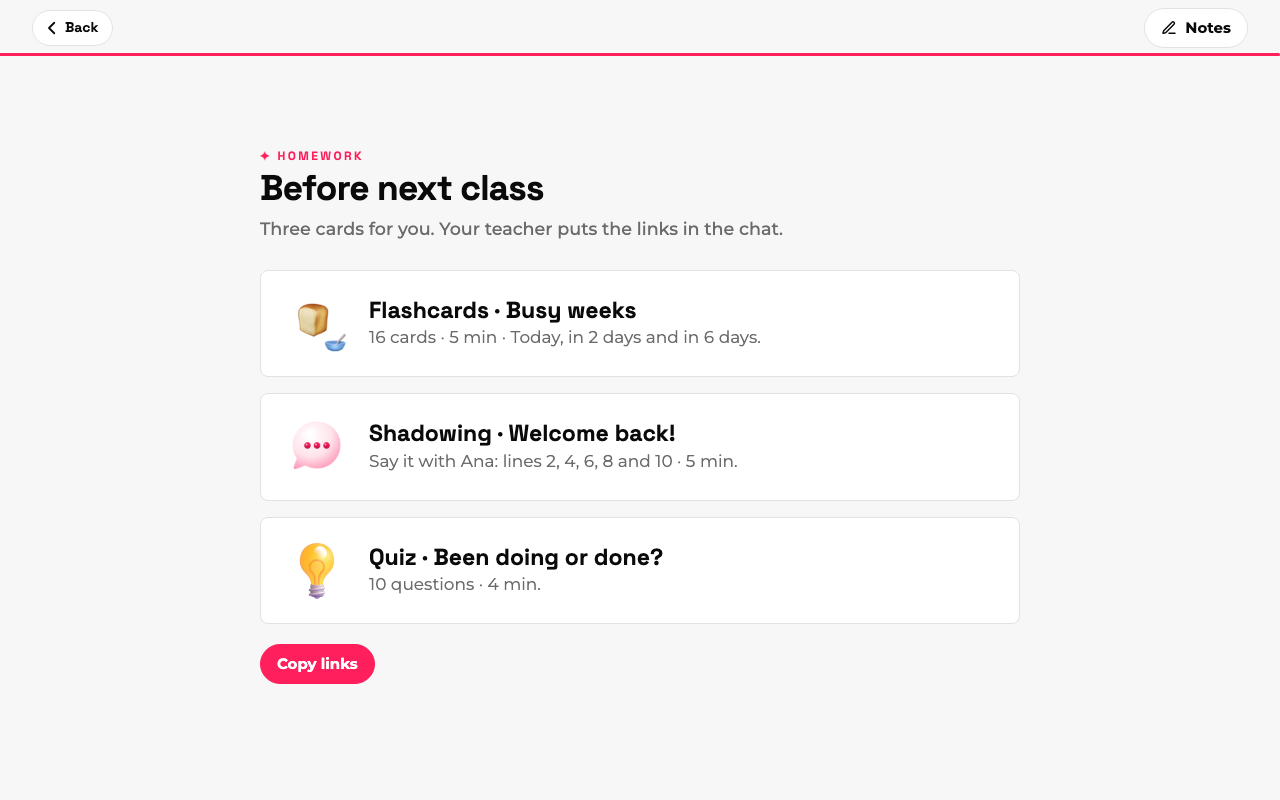 Back
Notes
HOMEWORK
Before next class
Three cards for you. Your teacher puts the links in the chat.
Flashcards · Busy weeks
16 cards · 5 min · Today, in 2 days and in 6 days.
Shadowing · Welcome back!
Say it with Ana: lines 2, 4, 6, 8 and 10 · 5 min.
Quiz · Been doing or done?
10 questions · 4 min.
Copy links